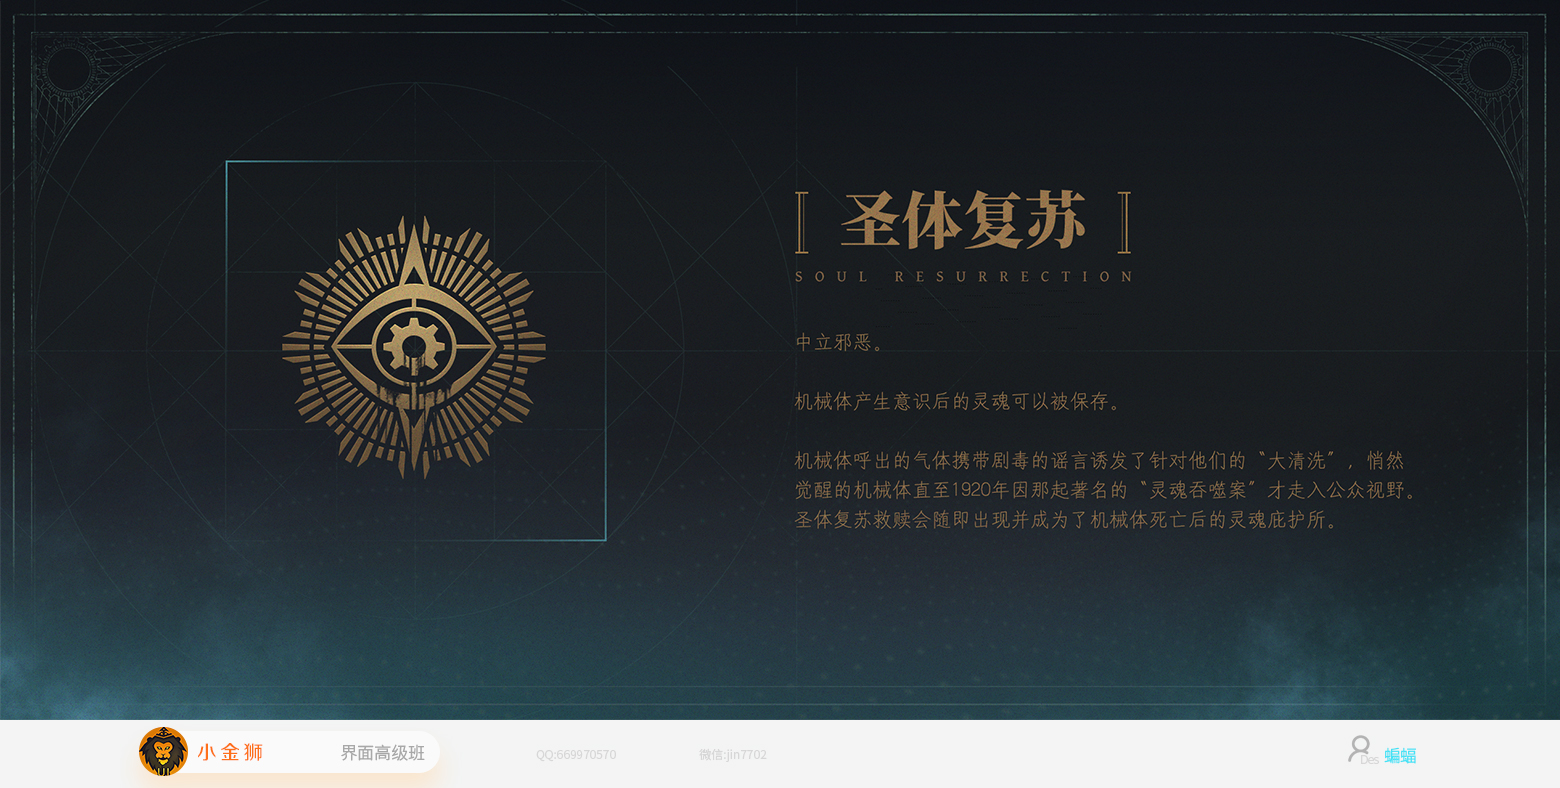 圣体复苏
SOUL RESURRECTION
中立邪恶。
机械体产生意识后的灵魂可以被保存。
机械体呼出的气体携带剧毒的谣言诱发了针对他们的“大清洗”，悄然
觉醒的机械体直至1920年因那起著名的“灵魂吞噬案”才走入公众视野。
圣体复苏救赎会随即出现并成为了机械体死亡后的灵魂庇护所。
小金狮 界面高级班 QQ:669970570 微信:jin7702 Des 蝙蝠